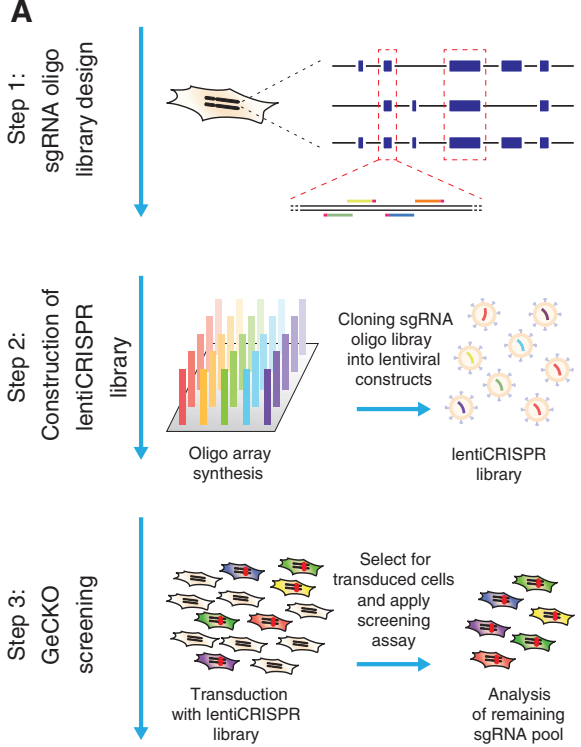 A
Step 1:
sgRNA oligo
library design
Step 2:
Construction of
lentiCRISPR
library
Oligo array
synthesis
Cloning sgRNA
oligo libray
into lentiviral
constructs
lentiCRISPR
library
Step 3:
GeCKO
screening
Transduction
with lentiCRISPR
library
Select for
transduced cells
and apply
screening
assay
Analysis
of remaining
sgRNA pool